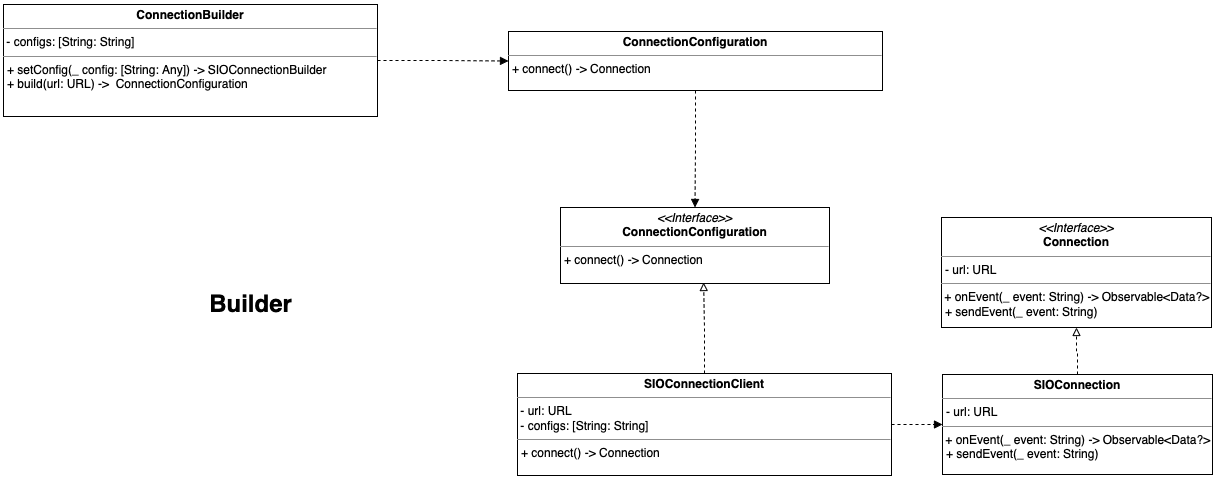 ConnectionBuilder
- configs: [String: String]
+ setConfig(_ config: [String: Any]) -> SIOConnectionBuilder
+ build(url: URL) -> ConnectionConfiguration
ConnectionConfiguration
+ connect() -> Connection
<<Interface>>
ConnectionConfiguration
+ connect() -> Connection
<<Interface>>
Connection
- url: URL
+ onEvent(_ event: String) -> Observable<Data?>
+ sendEvent(_ event: String)
Builder
SIOConnectionClient
- url: URL
- configs: [String: String]
+ connect() -> Connection
SIOConnection
- url: URL
+ onEvent(_ event: String) -> Observable<Data?>
+ sendEvent(_ event: String)